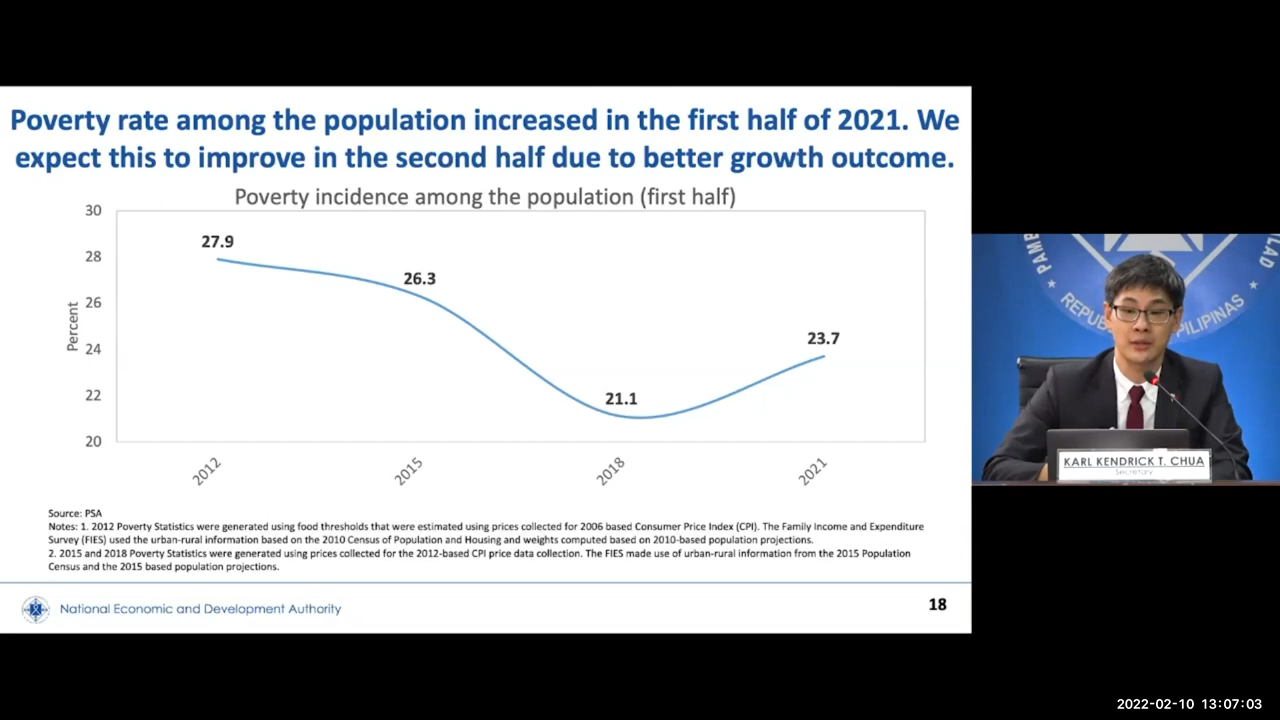 Poverty rate among the population increased in the first half of 2021. We
expect this to improve in the second half due to better growth outcome.
Poverty incidence among the population (first half)
30
28
26
24
22
20
Percent
27.9
26.3
21.1
23.7
2012
2015
2018
2021
Source: PSA
Notes: 1. 2012 Poverty Statistics were generated using food thresholds that were estimated using prices collected for 2006 based Consumer Price Index (CPI). The Family Income and Expenditure
Survey (FIES) used the urban-rural information based on the 2010 Census of Population and Housing and weights computed based on 2010-based population projections.
2. 2015 and 2018 Poverty Statistics were generated using prices collected for the 2012-based CPI price data collection. The FIES made use of urban-rural information from the 2015 Population
Census and the 2015 based population projections.
National Economic and Development Authority
18
PAMB
LAD
REPUB
PILIPINAS
KARL KENDRICK T. CHUA
Secretary
2022-02-10 13:07:03